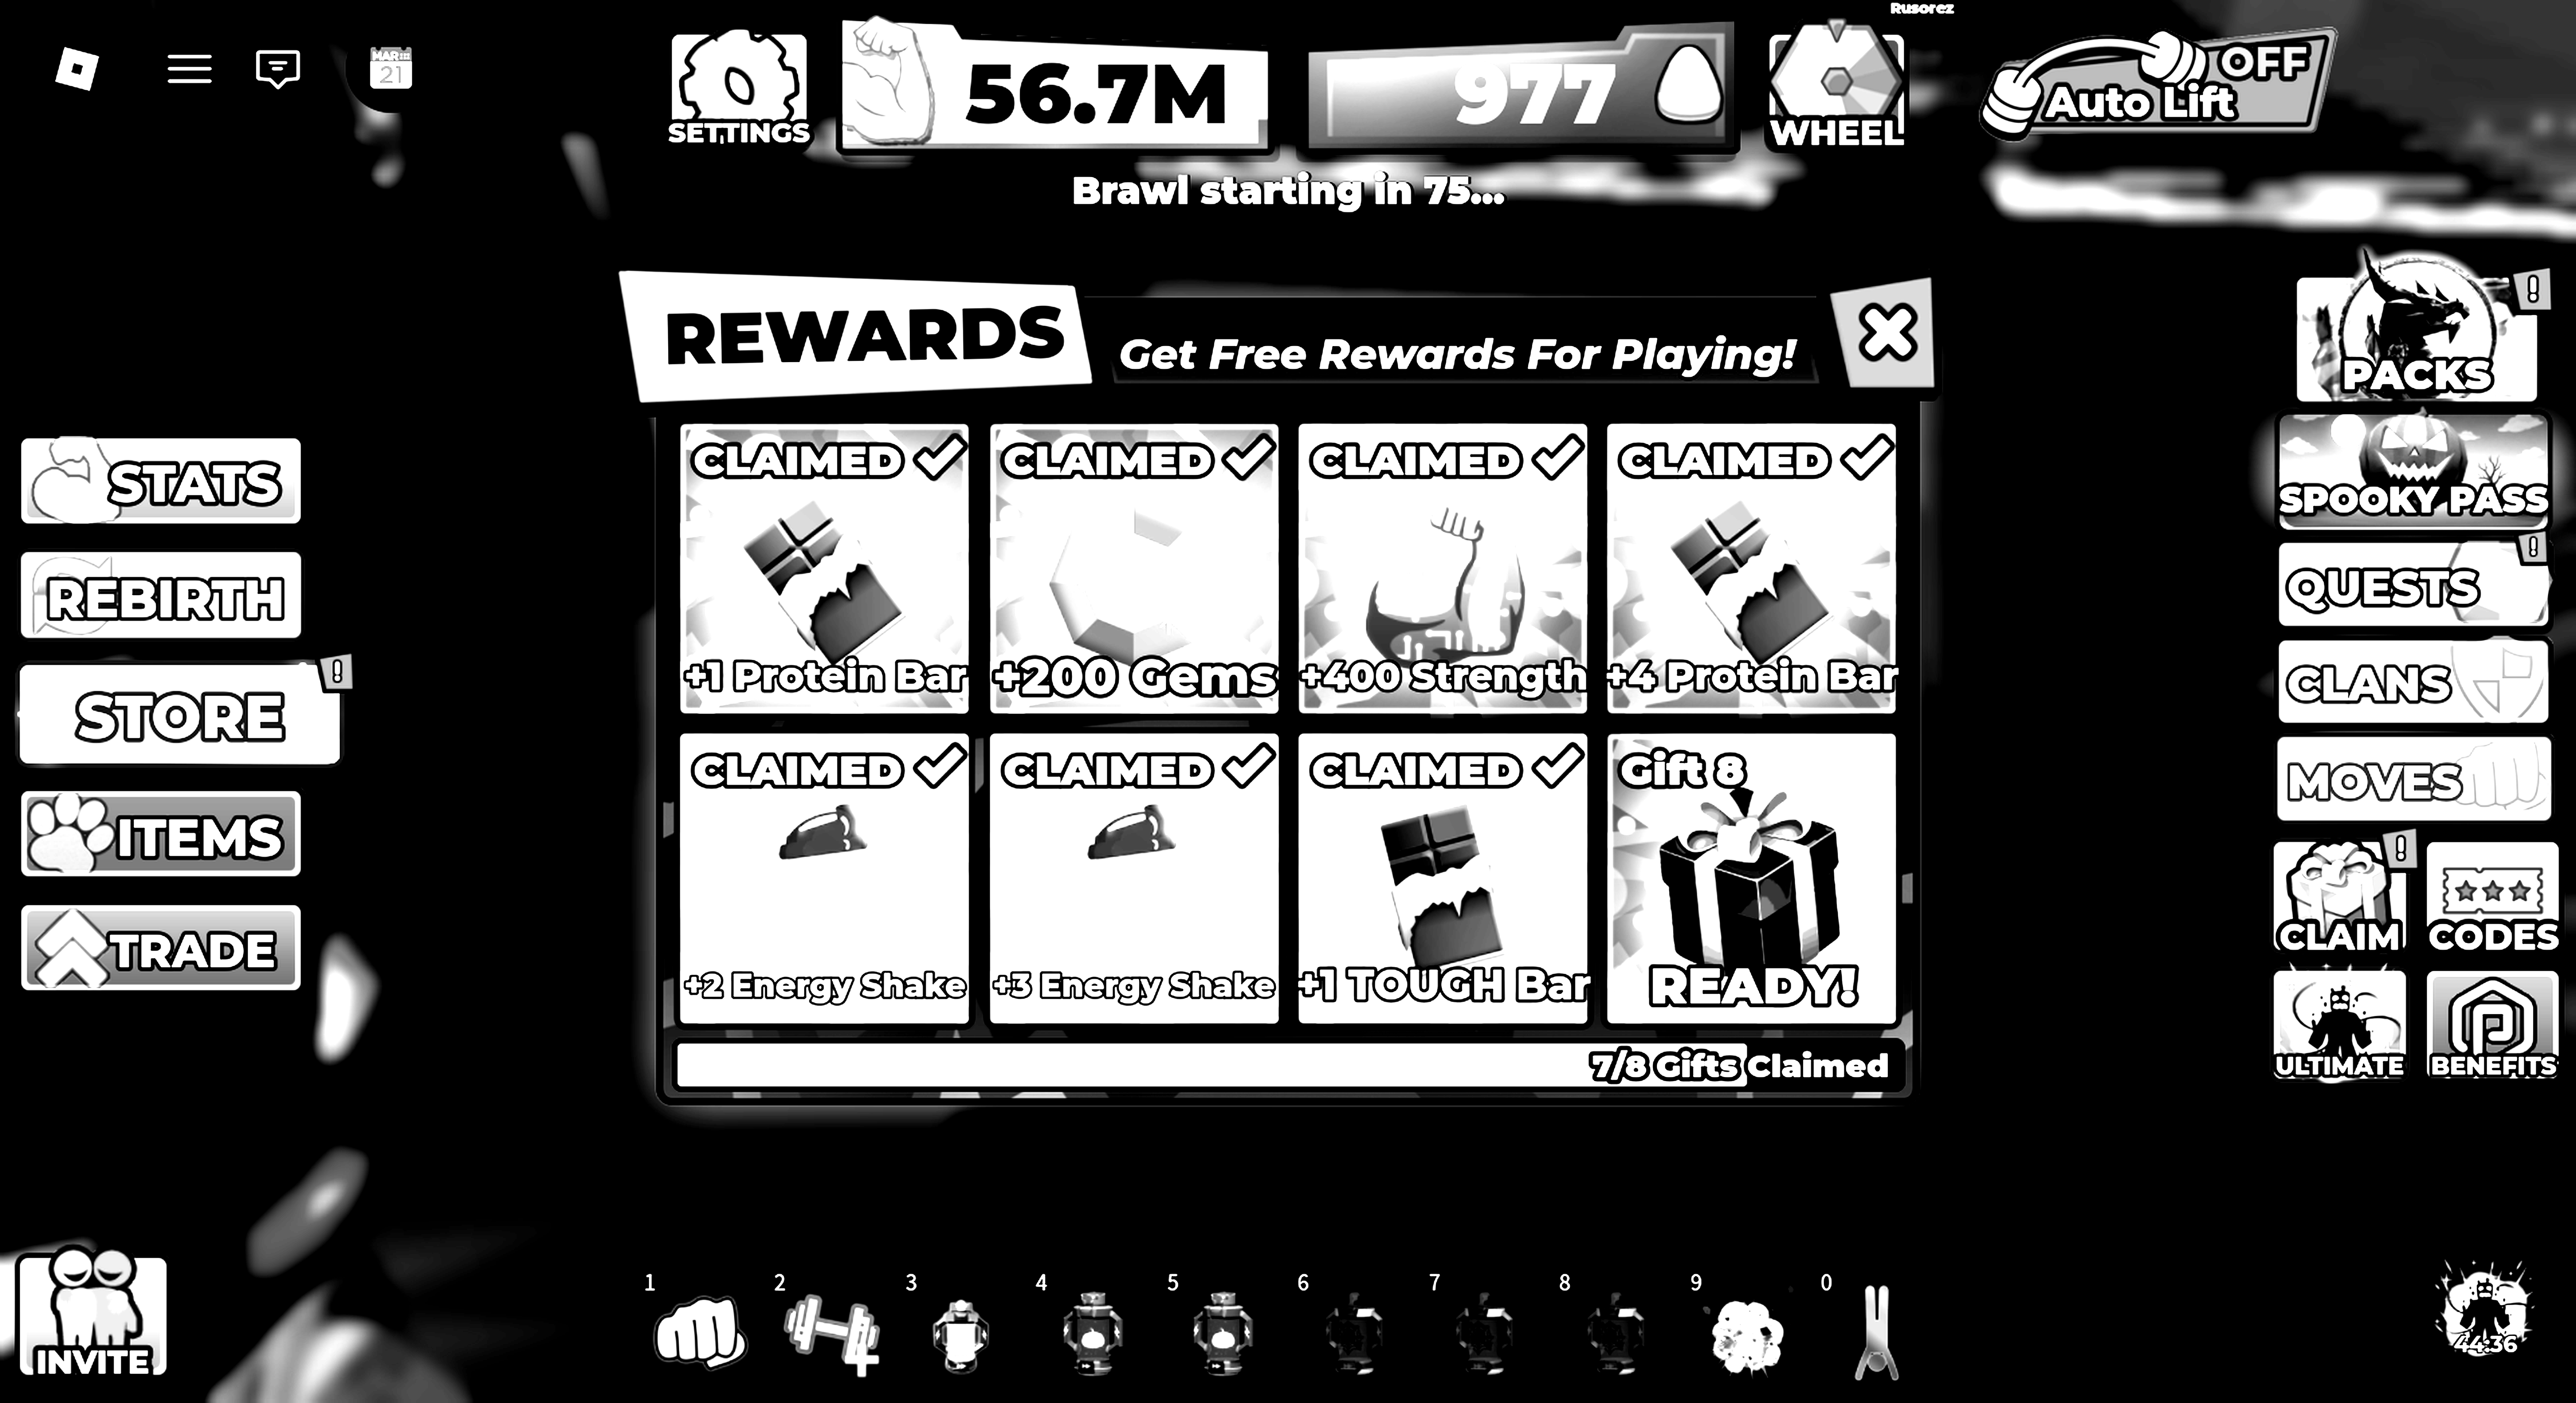 Rusorez
MAR
21
SETTINGS
56.7M
977
WHEEL
OFF
Auto Lift
Brawl starting in 75...
REWARDS
Get Free Rewards For Playing!
!
PACKS
SPOOKY PASS
!
QUESTS
CLANS
MOVES
!
CLAIM
CODES
ULTIMATE
BENEFITS
STATS
REBIRTH
!
STORE
ITEMS
TRADE
CLAIMED
+1 Protein Bar
CLAIMED
+200 Gems
CLAIMED
+400 Strength
CLAIMED
+4 Protein Bar
CLAIMED
+2 Energy Shake
CLAIMED
+3 Energy Shake
CLAIMED
+1 TOUGH Bar
Gift 8
READY!
7/8 Gifts Claimed
INVITE
1 2 3 4 5 6 7 8 9 0
44:36